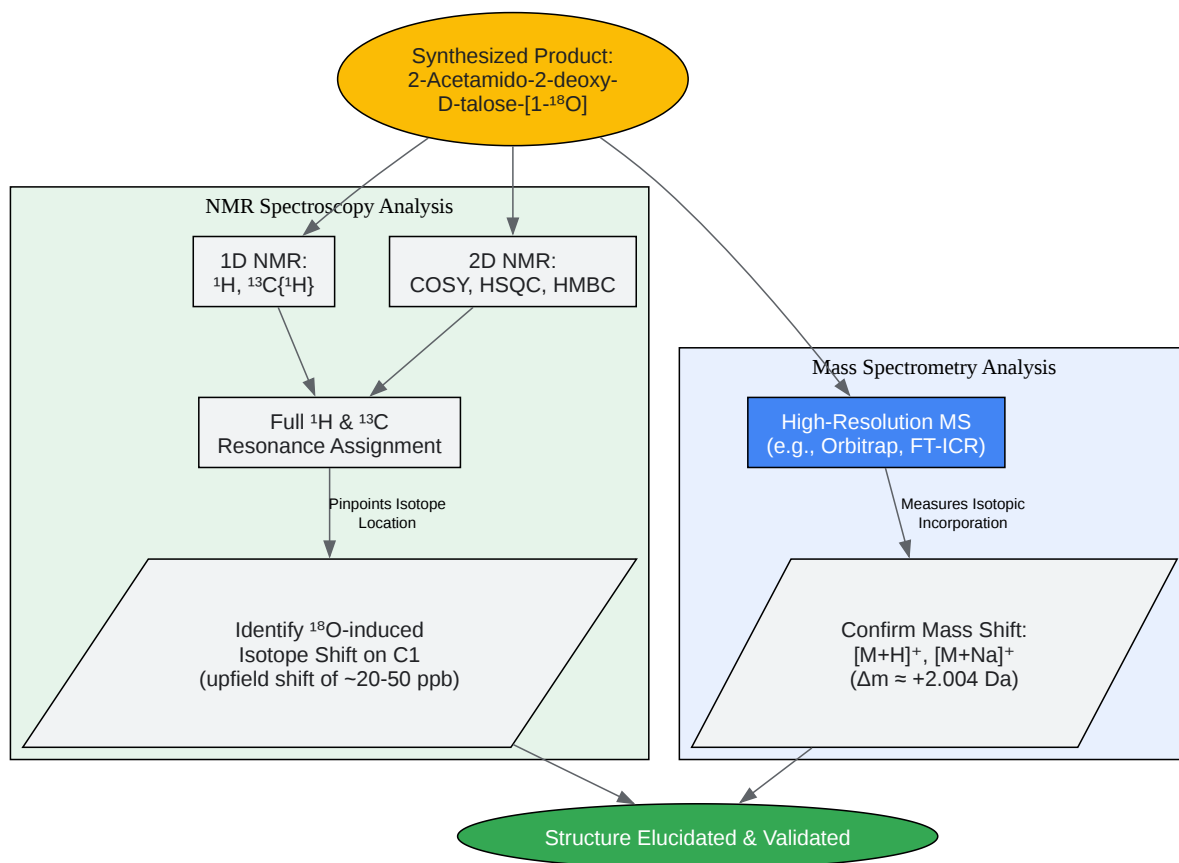 Synthesized Product:
2-Acetamido-2-deoxy-
D-talose-[1-¹⁸O]
NMR Spectroscopy Analysis
1D NMR:
¹H, ¹³C{¹H}
2D NMR:
COSY, HSQC, HMBC
Mass Spectrometry Analysis
Full ¹H & ¹³C
Resonance Assignment
High-Resolution MS
(e.g., Orbitrap, FT-ICR)
Pinpoints Isotope
Location
Measures Isotopic
Incorporation
Identify ¹⁸O-induced
Isotope Shift on C1
(upfield shift of ~20-50 ppb)
Confirm Mass Shift:
[M+H]⁺, [M+Na]⁺
(Δm ≈ +2.004 Da)
Structure Elucidated & Validated